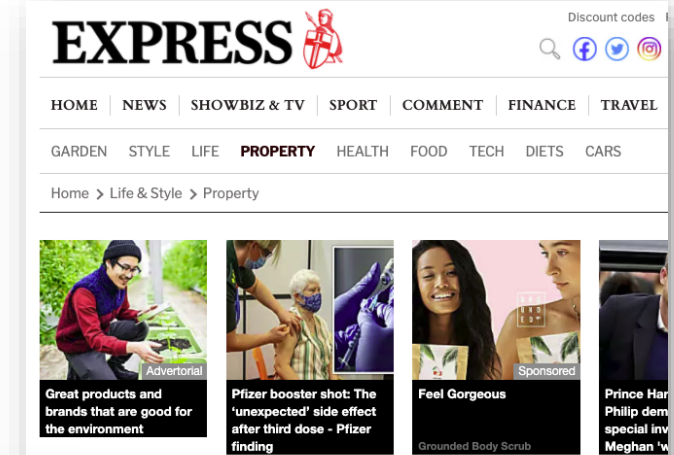 Discount codes
EXPRESS
HOME NEWS SHOWBIZ & TV SPORT COMMENT FINANCE TRAVEL
GARDEN STYLE LIFE PROPERTY HEALTH FOOD TECH DIETS CARS
Home > Life & Style > Property
Advertorial
Great products and
brands that are good for
the environment
Pfizer booster shot: The
‘unexpected’ side effect
after third dose - Pfizer
finding
GROUNDED
Sponsored
Feel Gorgeous
Grounded Body Scrub
Prince Har
Philip dem
special inv
Meghan 'w